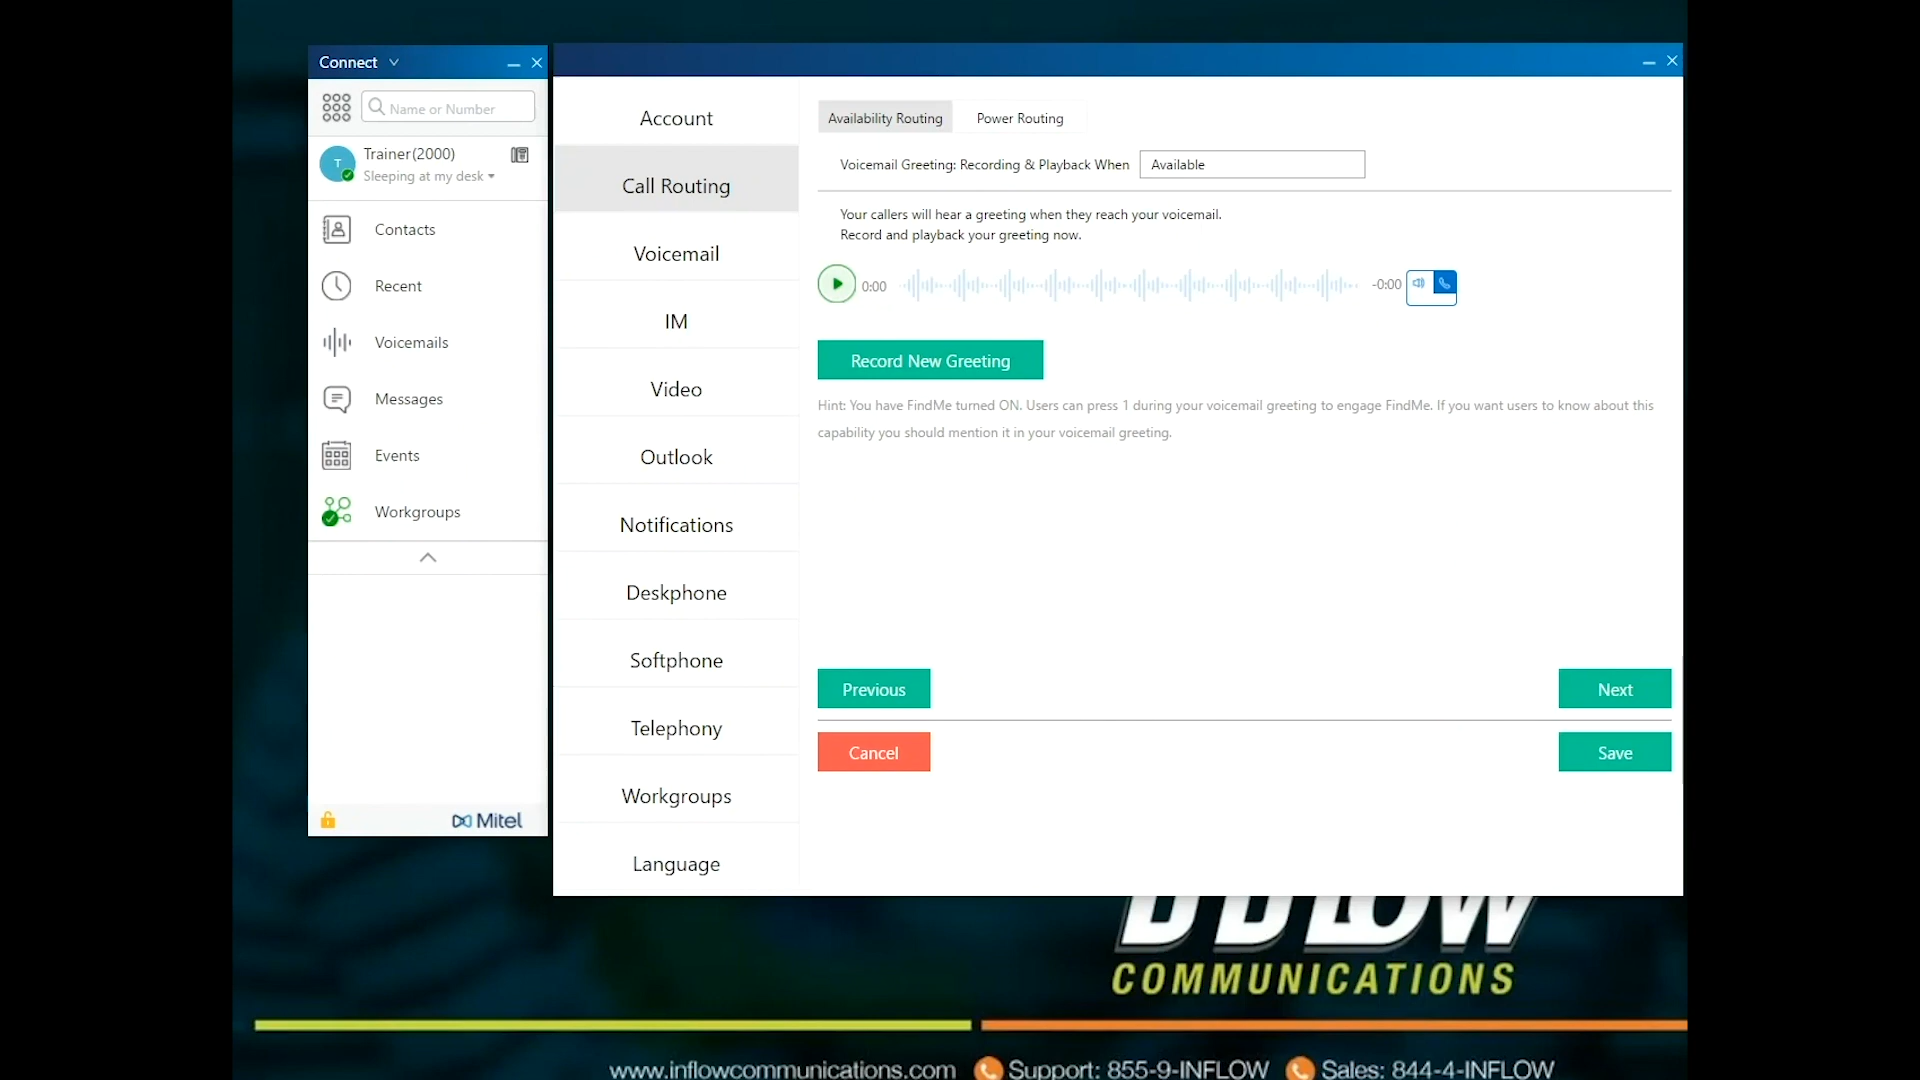 Connect
Name or Number
T
Trainer(2000)
Sleeping at my desk
Contacts
Recent
Voicemails
Messages
Events
Workgroups
Mitel
Account
Call Routing
Voicemail
IM
Video
Outlook
Notifications
Deskphone
Softphone
Telephony
Workgroups
Language
Availability Routing
Power Routing
Voicemail Greeting: Recording & Playback When
Available
Your callers will hear a greeting when they reach your voicemail.
Record and playback your greeting now.
0:00
-0:00
Record New Greeting
Hint: You have FindMe turned ON. Users can press 1 during your voicemail greeting to engage FindMe. If you want users to know about this
capability you should mention it in your voicemail greeting.
Previous
Next
Cancel
Save
COMMUNICATIONS
www.inflowcommunications.com
Support: 855-9-INFLOW
Sales: 844-4-INFLOW